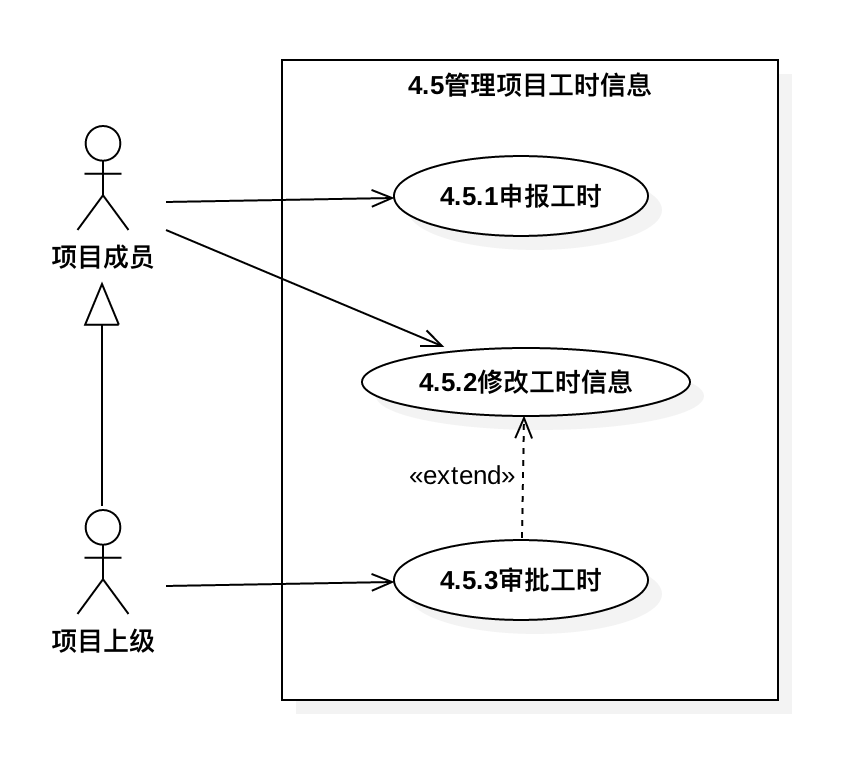 4.5管理项目工时信息
4.5.1申报工时
项目成员
4.5.2修改工时信息
«extend»
4.5.3审批工时
项目上级